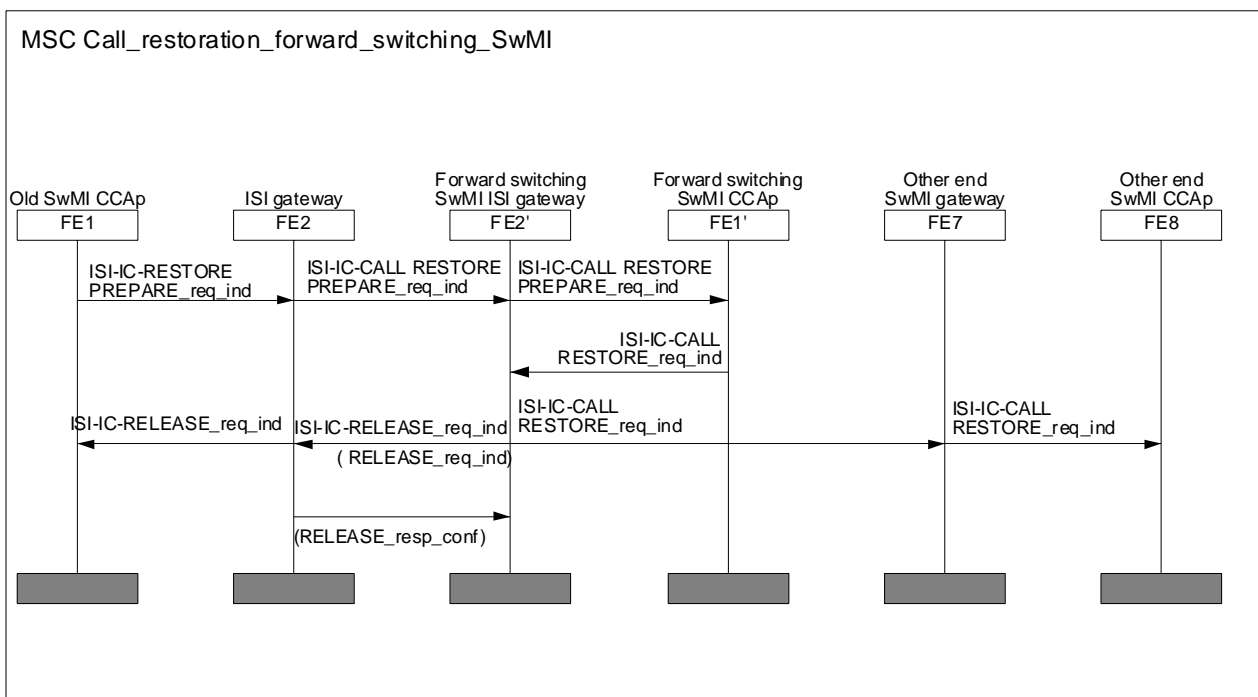 MSC Call_restoration_forward_switching_SwMI
Old SwMI CCAp
FE1
ISI gateway
FE2
Forward switching
SwMI ISI gateway
FE2'
Forward switching
SwMI CCAp
FE1'
Other end
SwMI gateway
FE7
Other end
SwMI CCAp
FE8
ISI-IC-RESTORE
PREPARE_req_ind
ISI-IC-CALL RESTORE
PREPARE_req_ind
ISI-IC-CALL RESTORE
PREPARE_req_ind
ISI-IC-CALL
RESTORE_req_ind
ISI-IC-RELEASE_req_ind
ISI-IC-RELEASE_req_ind
( RELEASE_req_ind)
ISI-IC-CALL
RESTORE_req_ind
ISI-IC-CALL
RESTORE_req_ind
(RELEASE_resp_conf)